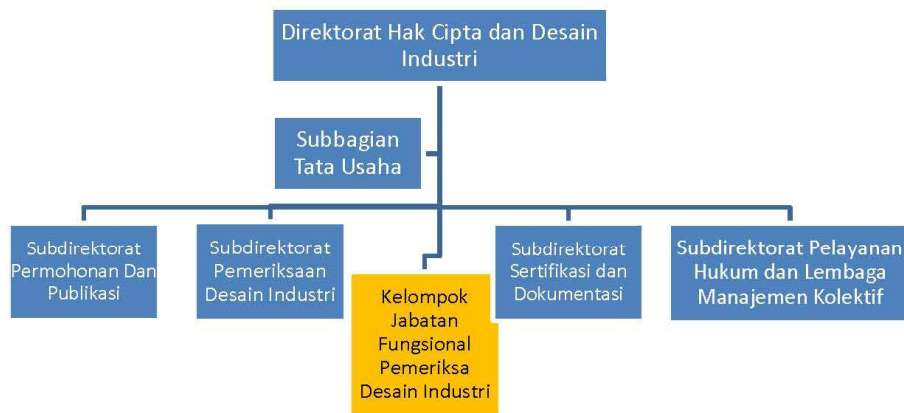 Direktorat Hak Cipta dan Desain
Industri
Subbagian
Tata Usaha
Subdirektorat
Permohonan Dan
Publikasi
Subdirektorat
Pemeriksaan
Desain Industri
Kelompok
Jabatan
Fungsional
Pemeriksa
Desain Industri
Subdirektorat
Sertifikasi dan
Dokumentasi
Subdirektorat Pelayanan
Hukum dan Lembaga
Manajemen Kolektif